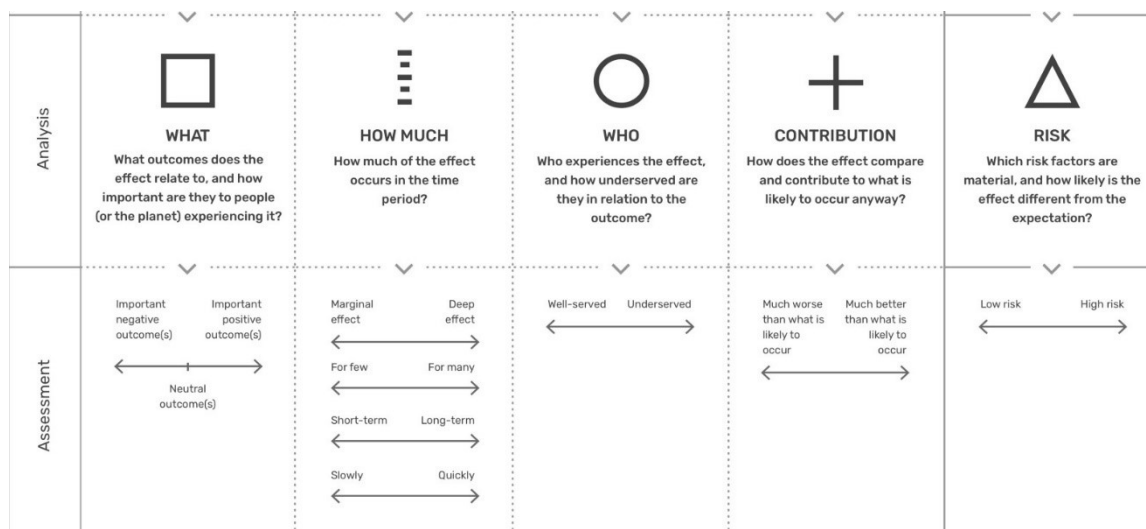 Analysis
WHAT
What outcomes does the
effect relate to, and how
important are they to people
(or the planet) experiencing it?
HOW MUCH
How much of the effect
occurs in the time
period?
WHO
Who experiences the effect,
and how underserved are
they in relation to the
outcome?
CONTRIBUTION
How does the effect compare
and contribute to what is
likely to occur anyway?
RISK
Which risk factors are
material, and how likely is the
effect different from the
expectation?
Assessment
Important
negative
outcome(s)
Important
positive
outcome(s)
Neutral
outcome(s)
Marginal
effect
Deep
effect
For few
For many
Short-term
Long-term
Slowly
Quickly
Well-served
Underserved
Much worse
than what is
likely to
occur
Much better
than what is
likely to
occur
Low risk
High risk